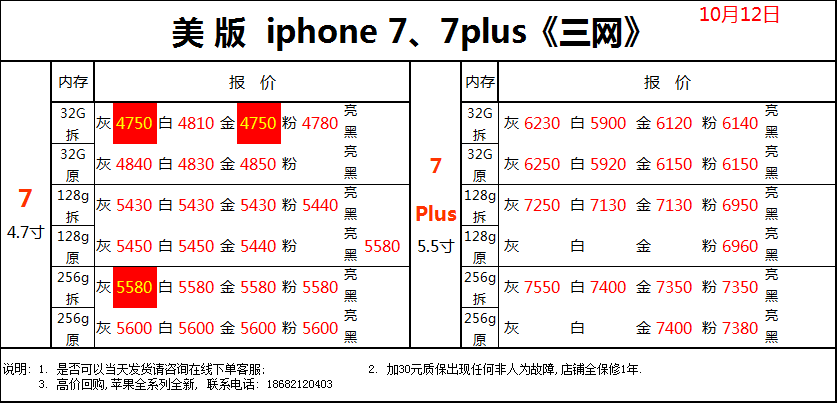 美 版 iphone 7、7plus《三网》 10月12日
内存 报 价 内存 报 价
7
4.7寸
32G
拆
灰 4750 白 4810 金 4750 粉 4780 亮
黑
32G
原
灰 4840 白 4830 金 4850 粉 亮
黑
128g
拆
灰 5430 白 5430 金 5430 粉 5440 亮
黑
128g
原
灰 5450 白 5450 金 5440 粉 亮
黑 5580
256g
拆
灰 5580 白 5580 金 5580 粉 5580 亮
黑
256g
原
灰 5600 白 5600 金 5600 粉 5600 亮
黑
7
Plus
5.5寸
32G
拆
灰 6230 白 5900 金 6120 粉 6140 亮
黑
32G
原
灰 6250 白 5920 金 6150 粉 6150 亮
黑
128g
拆
灰 7250 白 7130 金 7130 粉 6950 亮
黑
128g
原
灰 白 金 粉 6960 亮
黑
256g
拆
灰 7550 白 7400 金 7350 粉 7350 亮
黑
256g
原
灰 白 金 7400 粉 7380 亮
黑
说明: 1. 是否可以当天发货请咨询在线下单客服; 2. 加30元质保出现任何非人为故障,店铺全保修1年.
3. 高价回购,苹果全系列全新, 联系电话: 18682120403